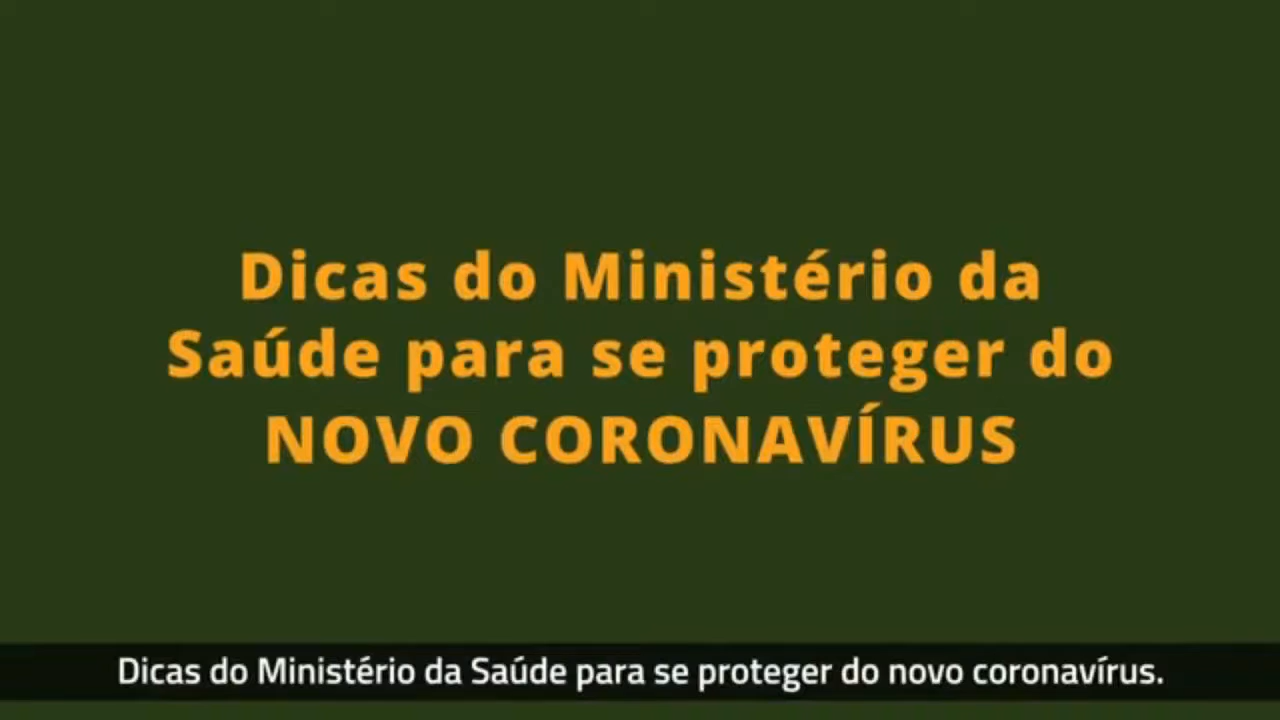 Dicas do Ministério da
Saúde para se proteger do
NOVO CORONAVÍRUS
Dicas do Ministério da Saúde para se proteger do novo coronavírus.